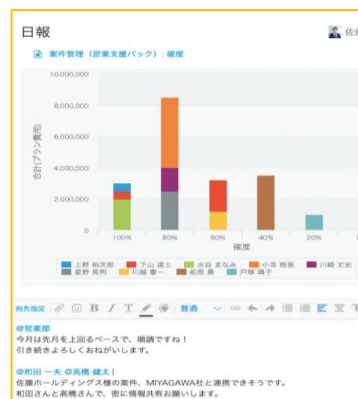 日報
佐
案件管理（営業支援パック）：確度
10,000,000
8,000,000
6,000,000
4,000,000
2,000,000
0
合計(プラン費用)
100% 80% 60% 40% 20%
確度
上野 裕次郎 下山 達士 水谷 まなみ 小寺 樹里 川崎 丈史
星野 長利 川越 憲一 前原 勇 戸塚 璃子
宛先指定 B I T 普通
@営業部
今月は先月を上回るペースで、順調ですね！
引き続きよろしくおねがいします。
@和田 一夫 @高橋 健太
佐藤ホールディングス様の案件、MIYAGAWA社と連携できそうです。
和田さんと高橋さんで、密に情報共有お願いします。